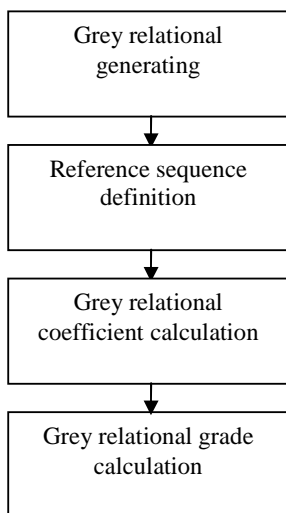 Grey relational
generating
Reference sequence
definition
Grey relational
coefficient calculation
Grey relational grade
calculation